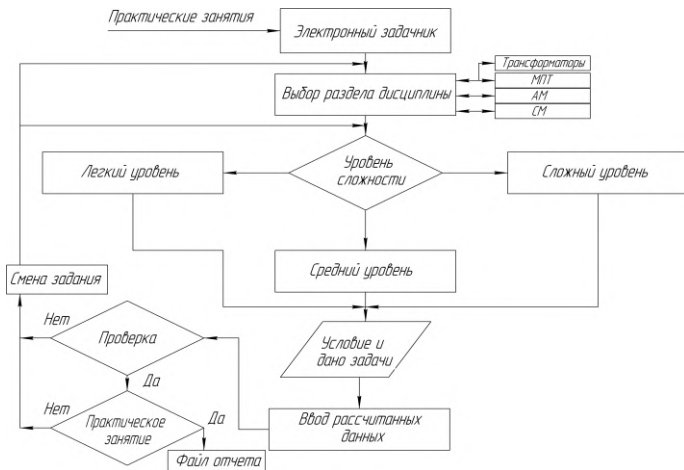 Практические занятия
Электронный задачник
Трансформаторы
Выбор раздела дисциплины
МПТ
АМ
СМ
Легкий уровень
Уровень
сложности
Сложный уровень
Средний уровень
Смена задания
Нет
Проверка
Условие и
дано задачи
Да
Нет
Практическое
занятие
Да
Ввод рассчитанных
данных
Файл отчета